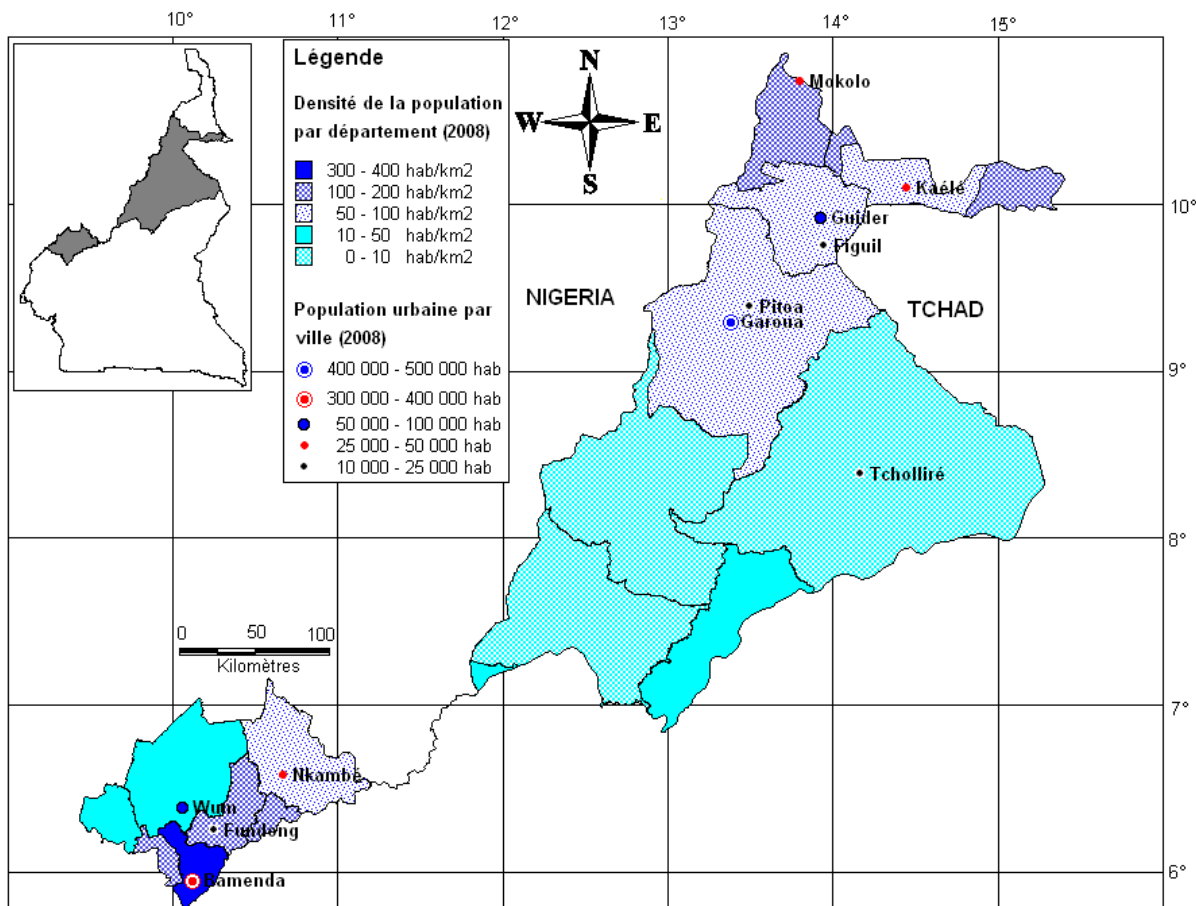 10°
11°
12°
13°
14°
15°
Légende
Densité de la population
par département (2008)
300 - 400 hab/km2
100 - 200 hab/km2
50 - 100 hab/km2
10 - 50 hab/km2
0 - 10 hab/km2
Population urbaine par
ville (2008)
400 000 - 500 000 hab
300 000 - 400 000 hab
50 000 - 100 000 hab
25 000 - 50 000 hab
10 000 - 25 000 hab
N
W
E
S
Mokolo
Kaélé
10°
Guider
Figuil
NIGERIA
TCHAD
Pitoa
Garoua
9°
Tcholliré
8°
0 50 100
Kilomètres
7°
Nkambé
Wum
Fundong
Bamenda
6°